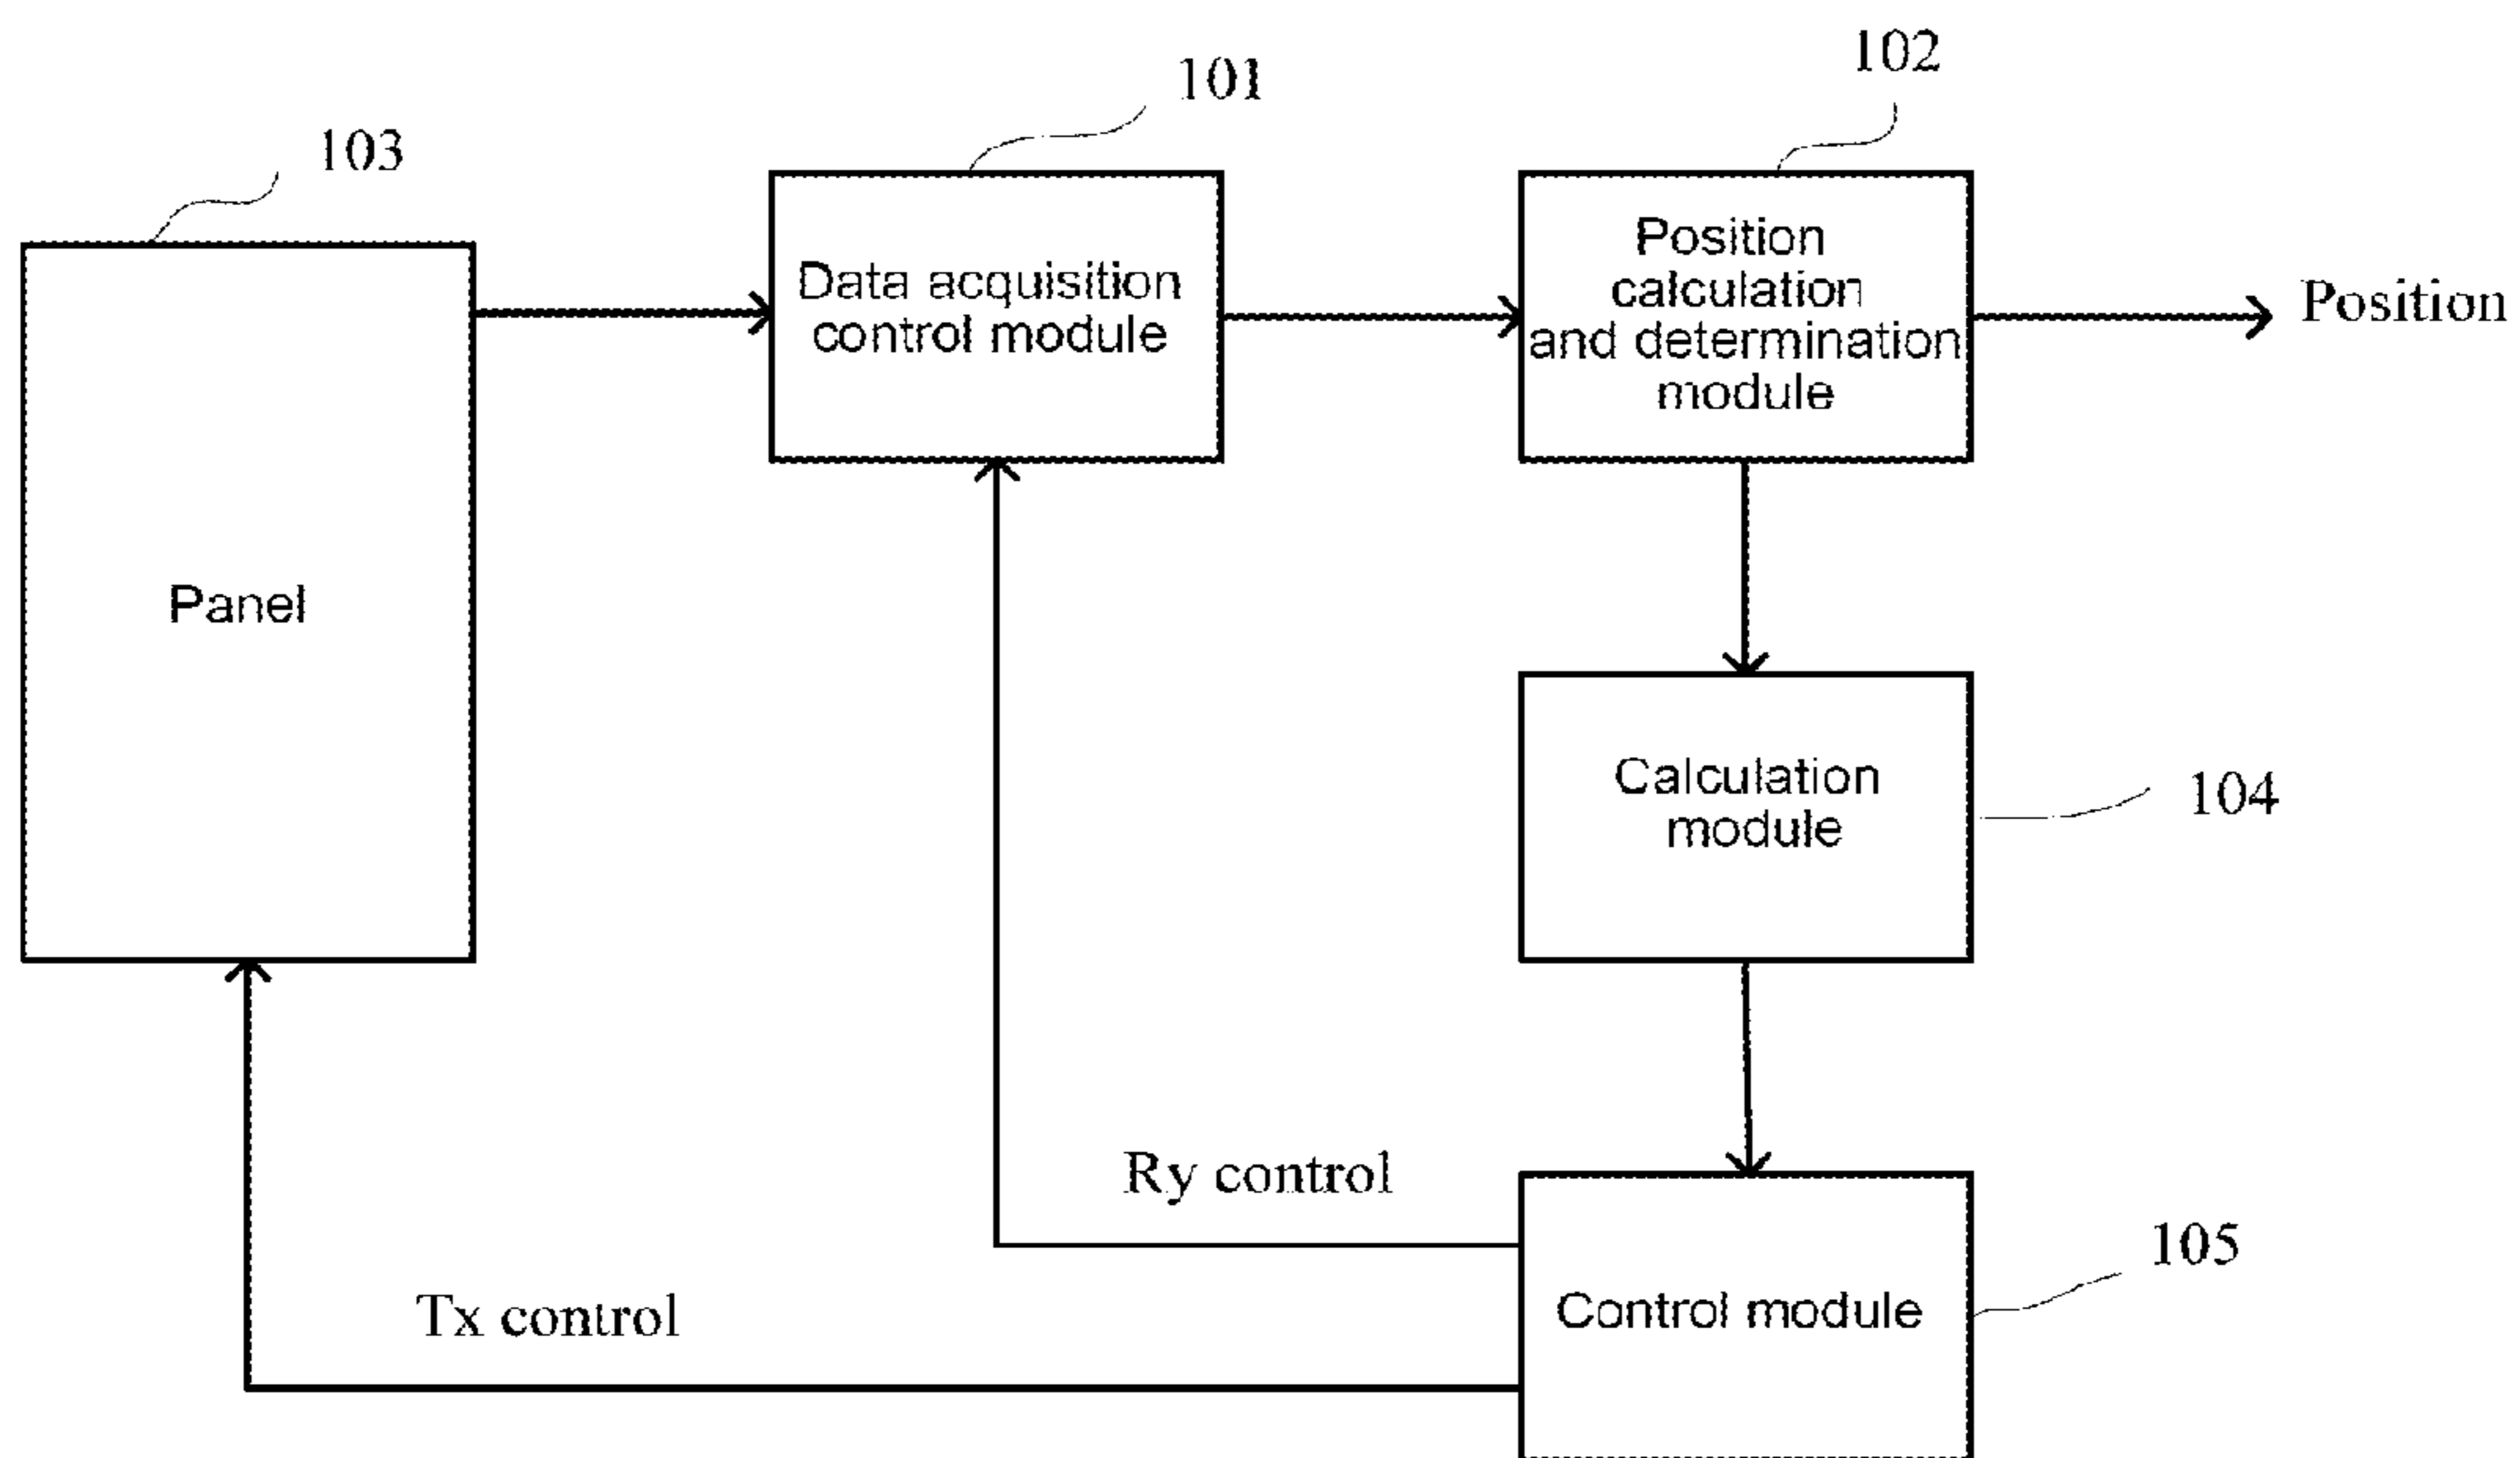 102
101
103
Position
calculation
and determination
module
Data acquisition
control module
Position
Panel
Calculation
module
104
Ry control
105
Control module
Tx control